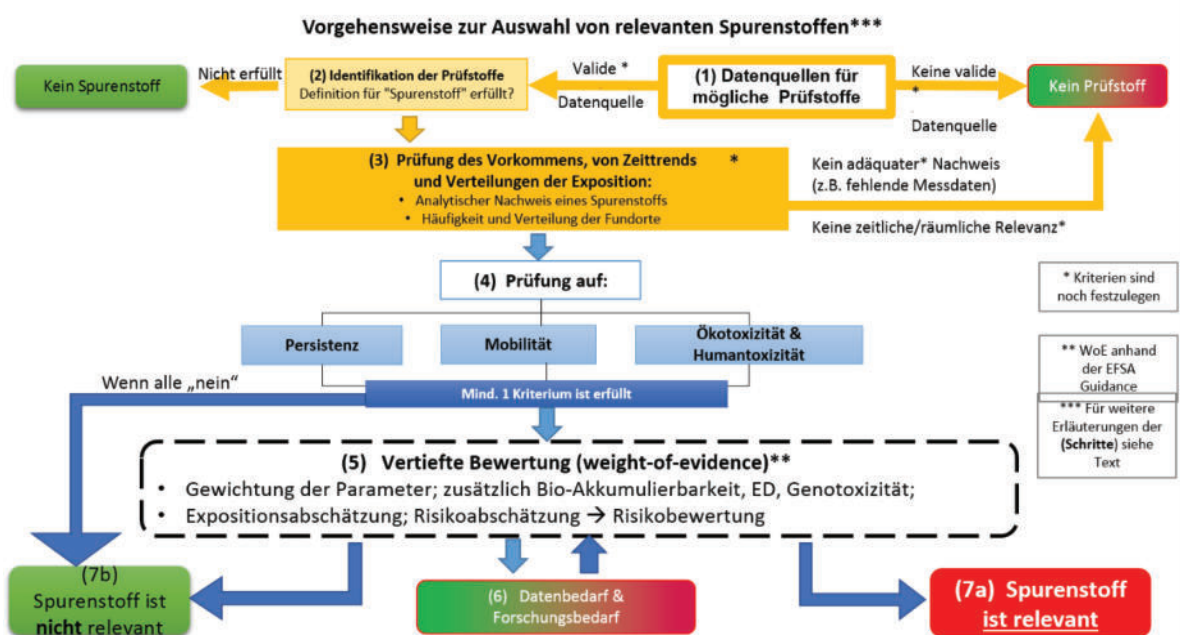 Vorgehensweise zur Auswahl von relevanten Spurenstoffen***
Kein Spurenstoff
Nicht erfüllt
(2) Identifikation der Prüfstoffe
Definition für "Spurenstoff" erfüllt?
Valide *
Datenquelle
(1) Datenquellen für
mögliche Prüfstoffe
Keine valide
*
Datenquelle
Kein Prüfstoff
(3) Prüfung des Vorkommens, von Zeittrends *
und Verteilungen der Exposition:
• Analytischer Nachweis eines Spurenstoffs
• Häufigkeit und Verteilung der Fundorte
Kein adäquater* Nachweis
(z.B. fehlende Messdaten)
Keine zeitliche/räumliche Relevanz*
(4) Prüfung auf:
Persistenz
Mobilität
Ökotoxizität &
Humantoxizität
* Kriterien sind
noch festzulegen
** WoE anhand
der EFSA
Guidance
*** Für weitere
Erläuterungen der
(Schritte) siehe
Text
Wenn alle „nein“
Mind. 1 Kriterium ist erfüllt
(5) Vertiefte Bewertung (weight-of-evidence)**
• Gewichtung der Parameter; zusätzlich Bio-Akkumulierbarkeit, ED, Genotoxizität;
• Expositionsabschätzung; Risikoabschätzung → Risikobewertung
(7b)
Spurenstoff ist
nicht relevant
(6) Datenbedarf &
Forschungsbedarf
(7a) Spurenstoff
ist relevant